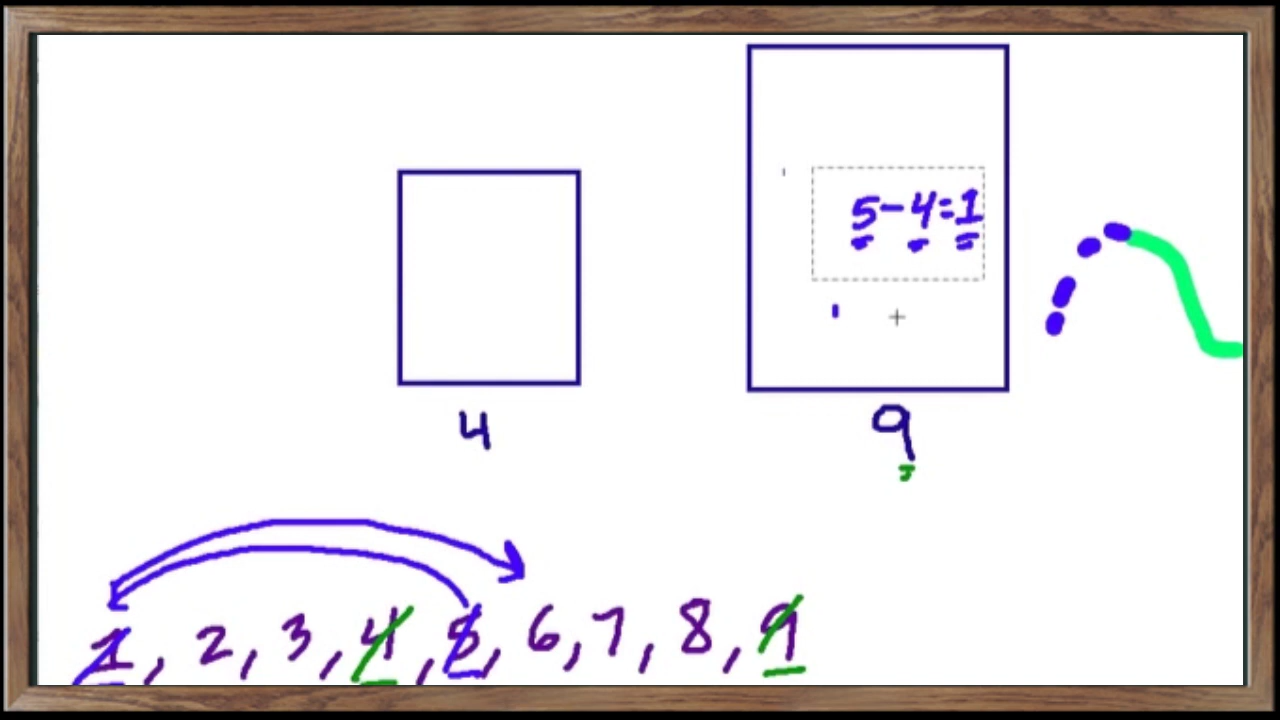 5-4=1
4
9
1, 2, 3, 4, 5, 6, 7, 8, 9